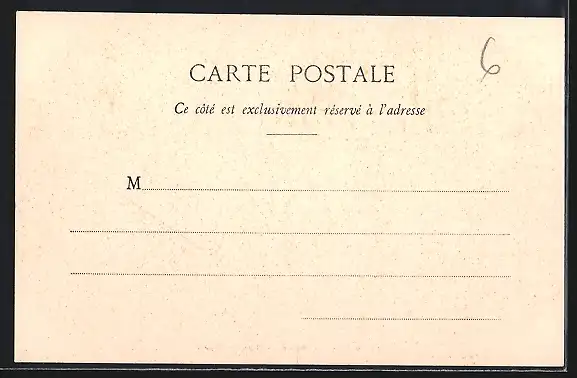 6
CARTE POSTALE
Ce côté est exclusivement réservé à l'adresse
M